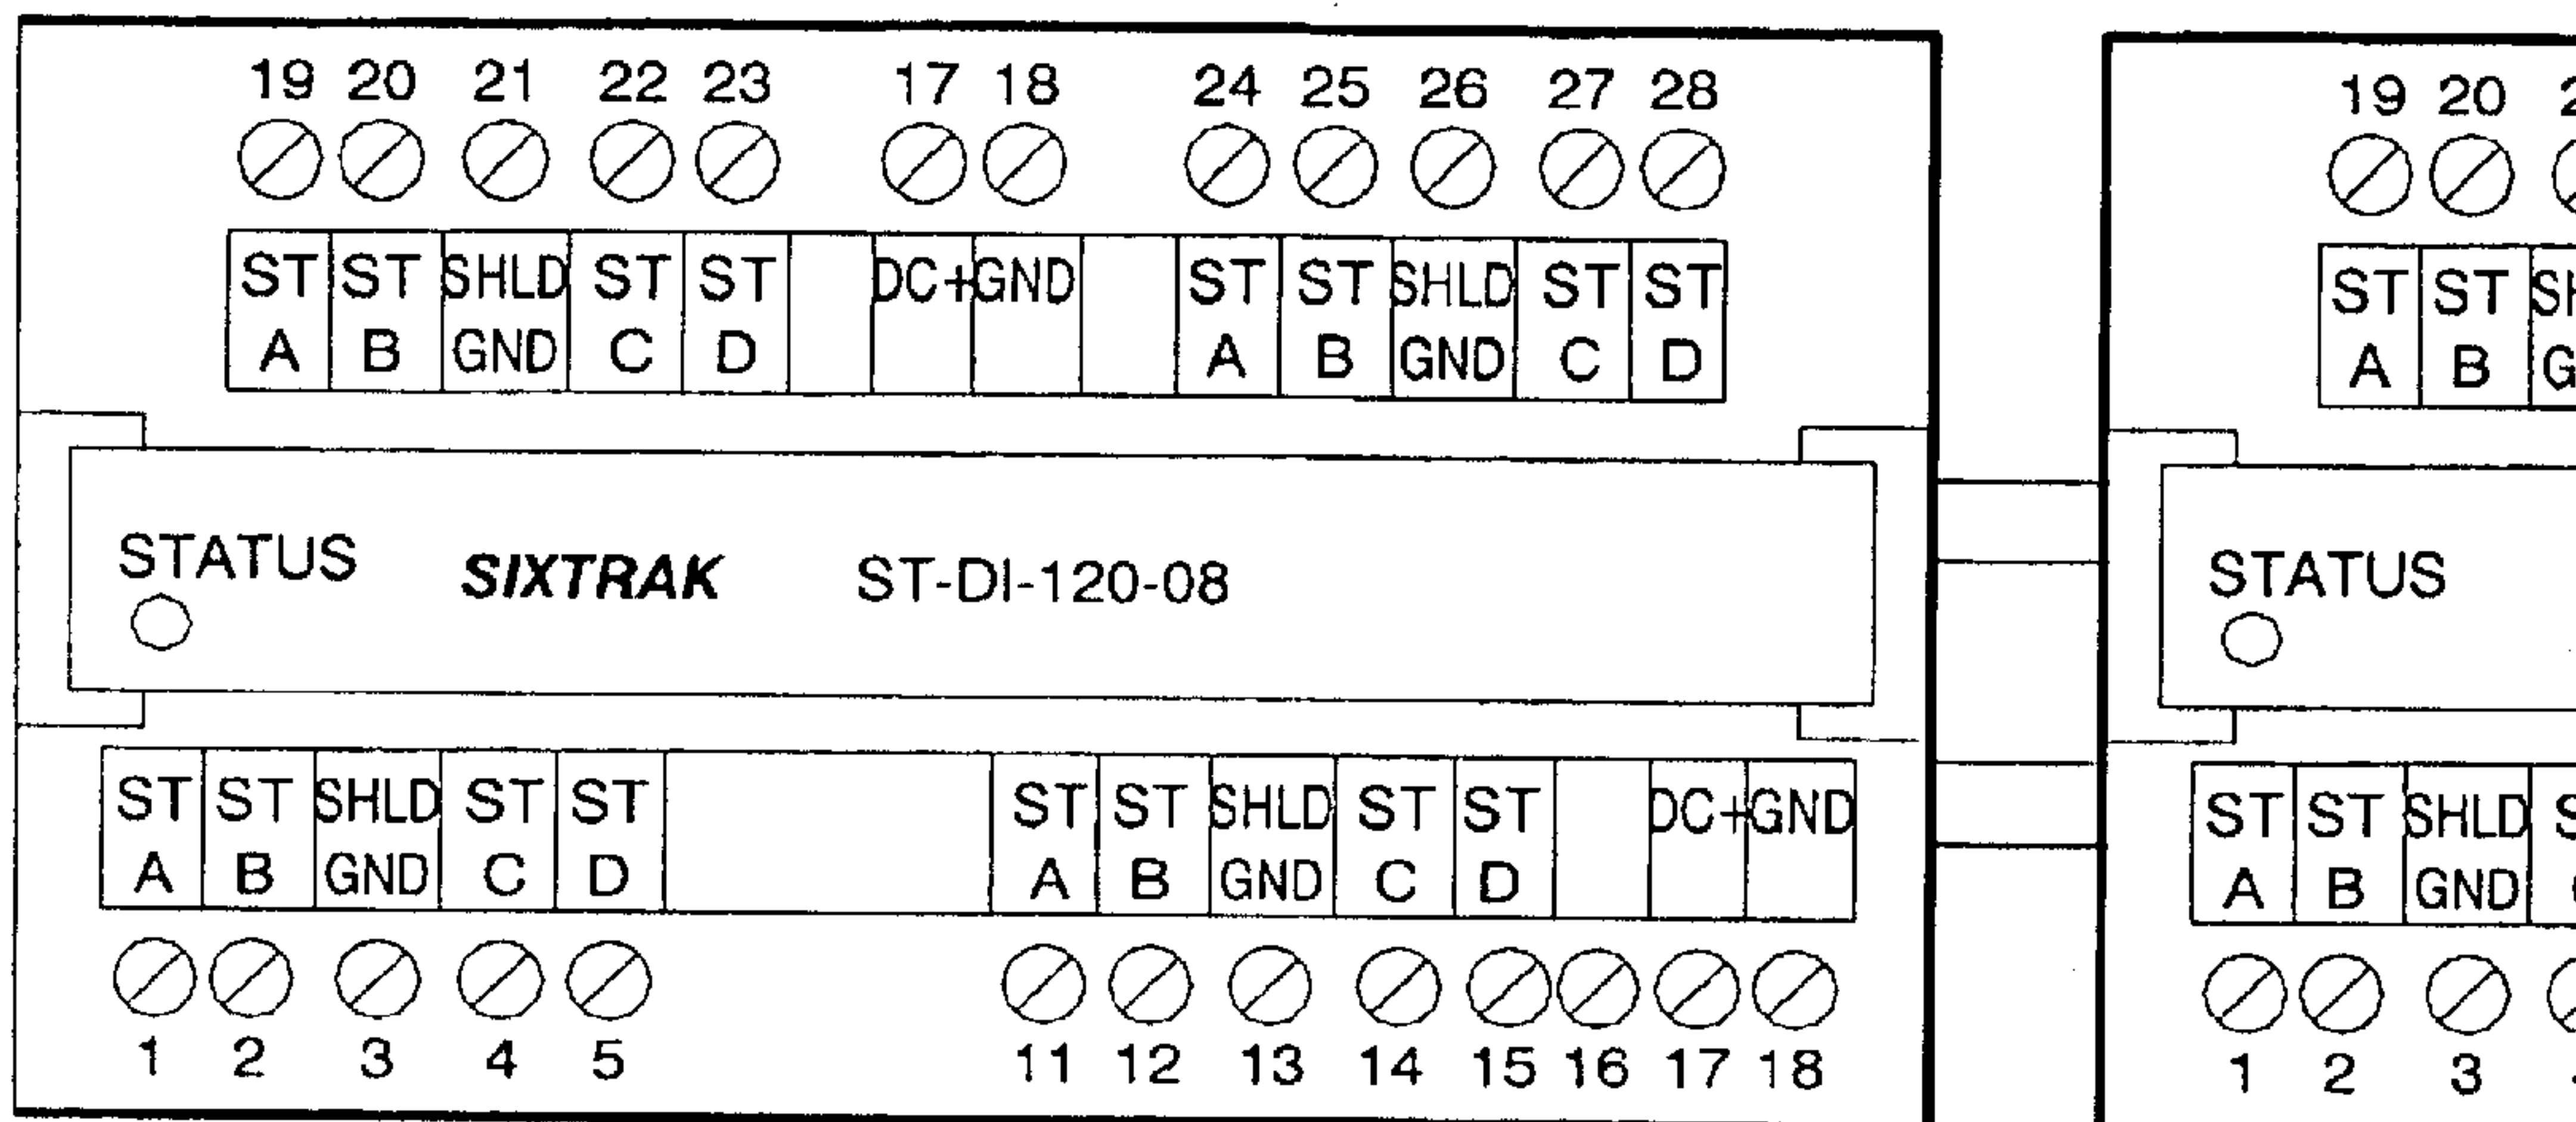 19 20 21 22 23 17 18 24 25 26 27 28
ST ST SHLD ST ST DC+ GND ST ST SHLD ST ST
A B GND C D A B GND C D
STATUS SIXTRAK ST-DI-120-08
ST ST SHLD ST ST ST ST SHLD ST ST DC+ GND
A B GND C D A B GND C D
1 2 3 4 5 11 12 13 14 15 16 17 18
19 20
ST ST
A B
STATUS
ST ST SHLD
A B GND
1 2 3